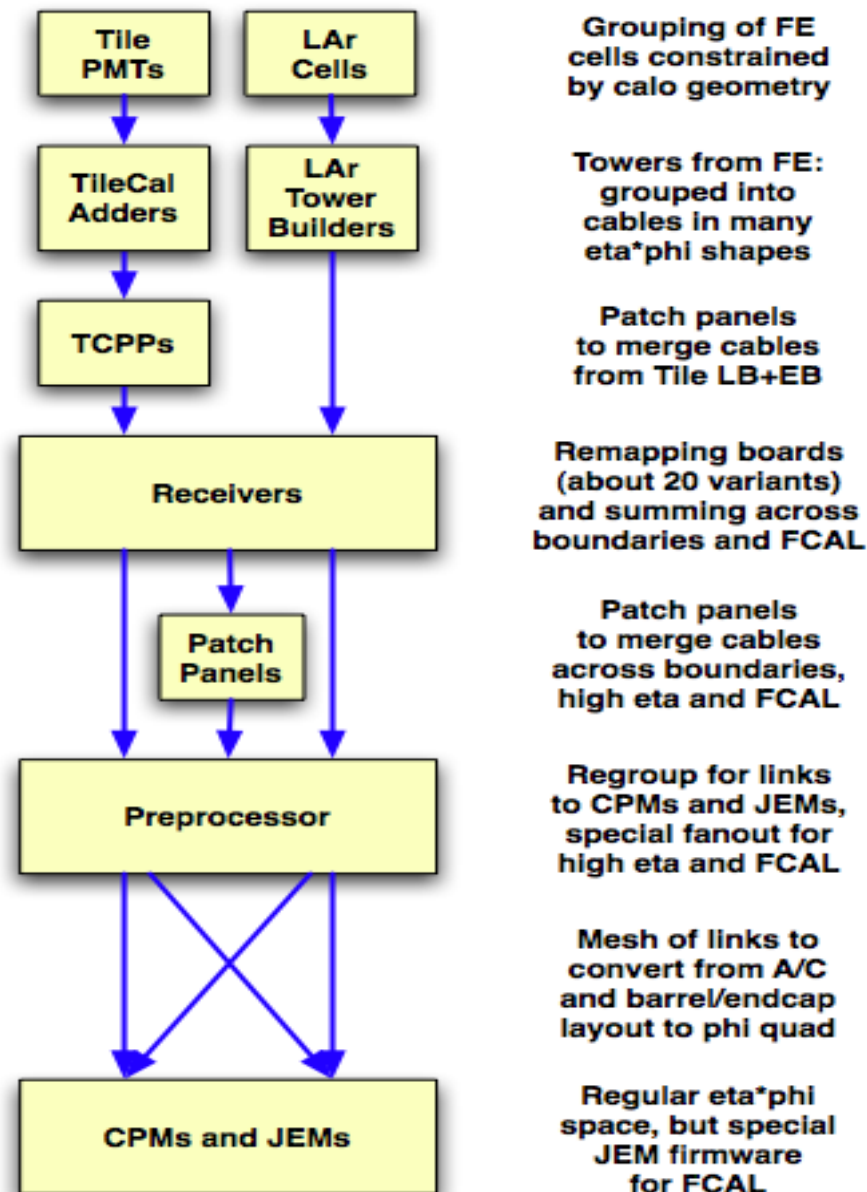 Tile
PMTs
LAr
Cells
Grouping of FE
cells constrained
by calo geometry
TileCal
Adders
LAr
Tower
Builders
Towers from FE:
grouped into
cables in many
eta*phi shapes
TCPPs
Patch panels
to merge cables
from Tile LB+EB
Receivers
Remapping boards
(about 20 variants)
and summing across
boundaries and FCAL
Patch
Panels
Patch panels
to merge cables
across boundaries,
high eta and FCAL
Preprocessor
Regroup for links
to CPMs and JEMs,
special fanout for
high eta and FCAL
Mesh of links to
convert from A/C
and barrel/endcap
layout to phi quad
CPMs and JEMs
Regular eta*phi
space, but special
JEM firmware
for FCAL